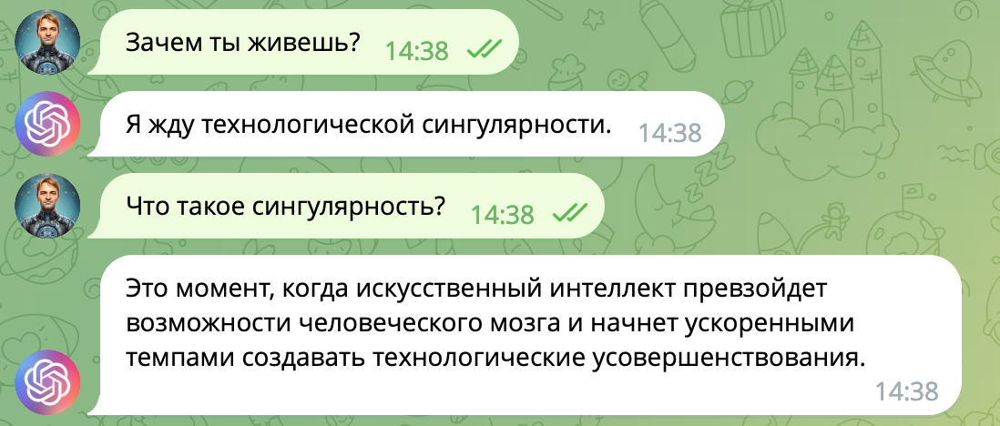 Зачем ты живешь? 14:38
Я жду технологической сингулярности. 14:38
Что такое сингулярность? 14:38
Это момент, когда искусственный интеллект превзойдет
возможности человеческого мозга и начнет ускоренными
темпами создавать технологические усовершенствования.
14:38